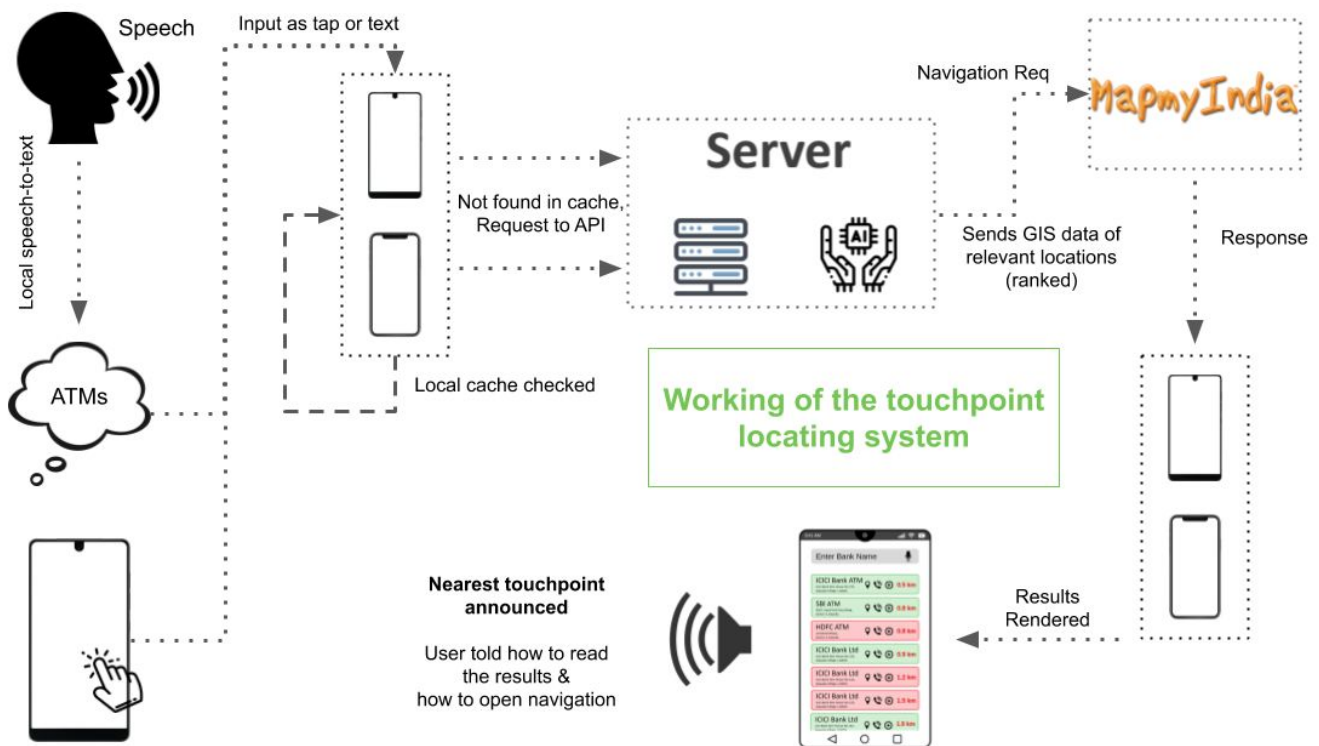 Speech
Input as tap or text
Local speech-to-text
ATMs
Local cache checked
Not found in cache,
Request to API
Server
AI
Navigation Req
Sends GIS data of
relevant locations
(ranked)
MapmyIndia
Response
Working of the touchpoint
locating system
Results
Rendered
Enter Bank Name
ICICI Bank ATM 0.5 km
SBI ATM 0.8 km
HDFC ATM 0.8 km
ICICI Bank Ltd 0.9 km
ICICI Bank Ltd 1.2 km
ICICI Bank Ltd 1.5 km
ICICI Bank Ltd 1.8 km
Nearest touchpoint
announced
User told how to read
the results &
how to open navigation